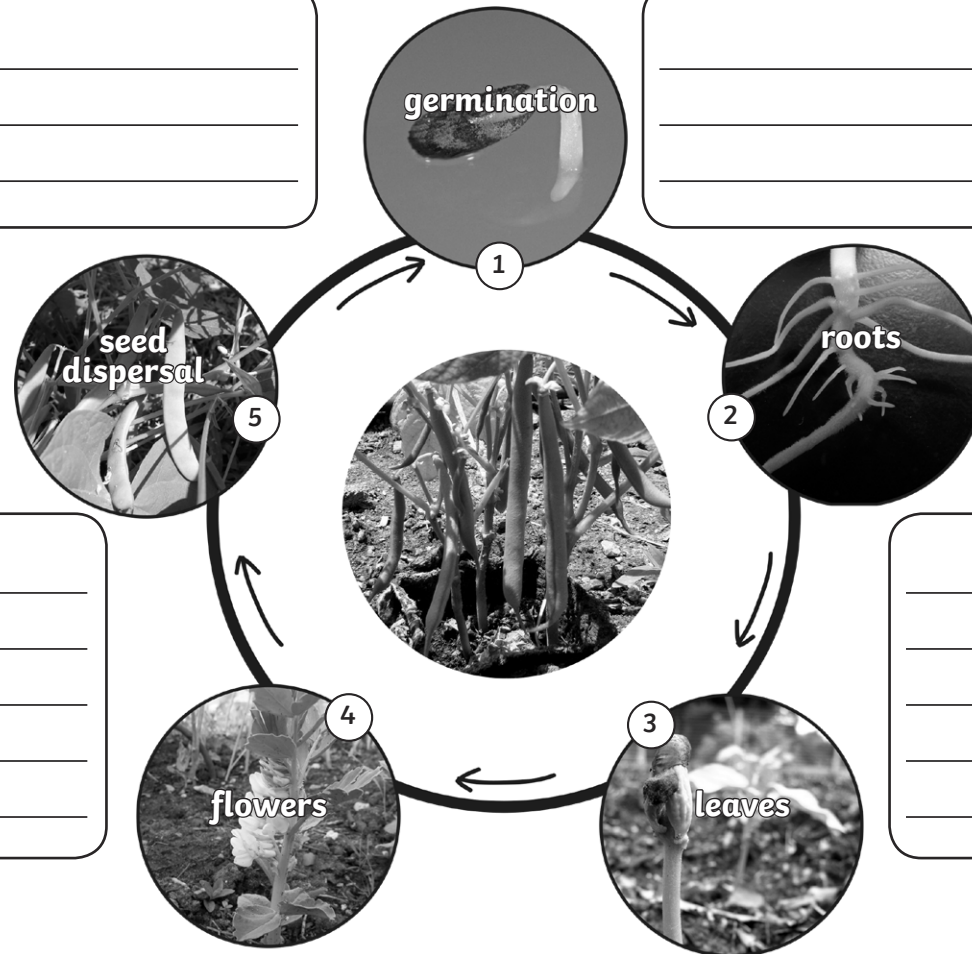 germination
1
roots
2
leaves
3
flowers
4
seed
dispersal
5